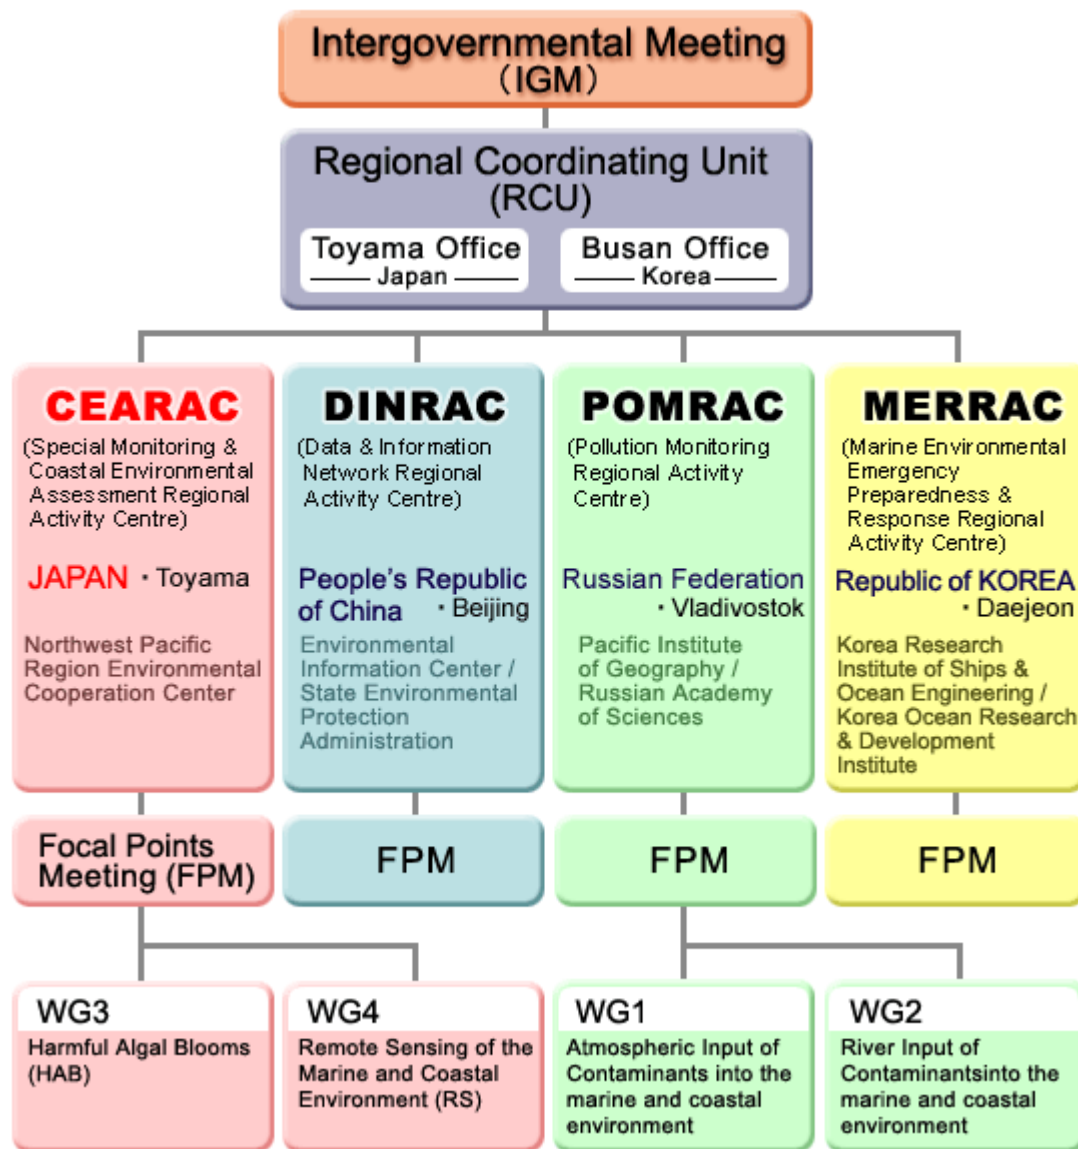 Intergovernmental Meeting
(IGM)
Regional Coordinating Unit
(RCU)
Toyama Office
Japan
Busan Office
Korea
CEARAC
(Special Monitoring &
Coastal Environmental
Assessment Regional
Activity Centre)
JAPAN ・Toyama
Northwest Pacific
Region Environmental
Cooperation Center
DINRAC
(Data & Information
Network Regional
Activity Centre)
People's Republic
of China ・Beijing
Environmental
Information Center /
State Environmental
Protection
Administration
POMRAC
(Pollution Monitoring
Regional Activity
Centre)
Russian Federation
・Vladivostok
Pacific Institute
of Geography /
Russian Academy
of Sciences
MERRAC
(Marine Environmental
Emergency
Preparedness &
Response Regional
Activity Centre)
Republic of KOREA
・Daejeon
Korea Research
Institute of Ships &
Ocean Engineering /
Korea Ocean Research
& Development
Institute
Focal Points
Meeting (FPM)
FPM
FPM
FPM
WG3
Harmful Algal Blooms
(HAB)
WG4
Remote Sensing of the
Marine and Coastal
Environment (RS)
WG1
Atmospheric Input of
Contaminants into the
marine and coastal
environment
WG2
River Input of
Contaminantsinto the
marine and coastal
environment